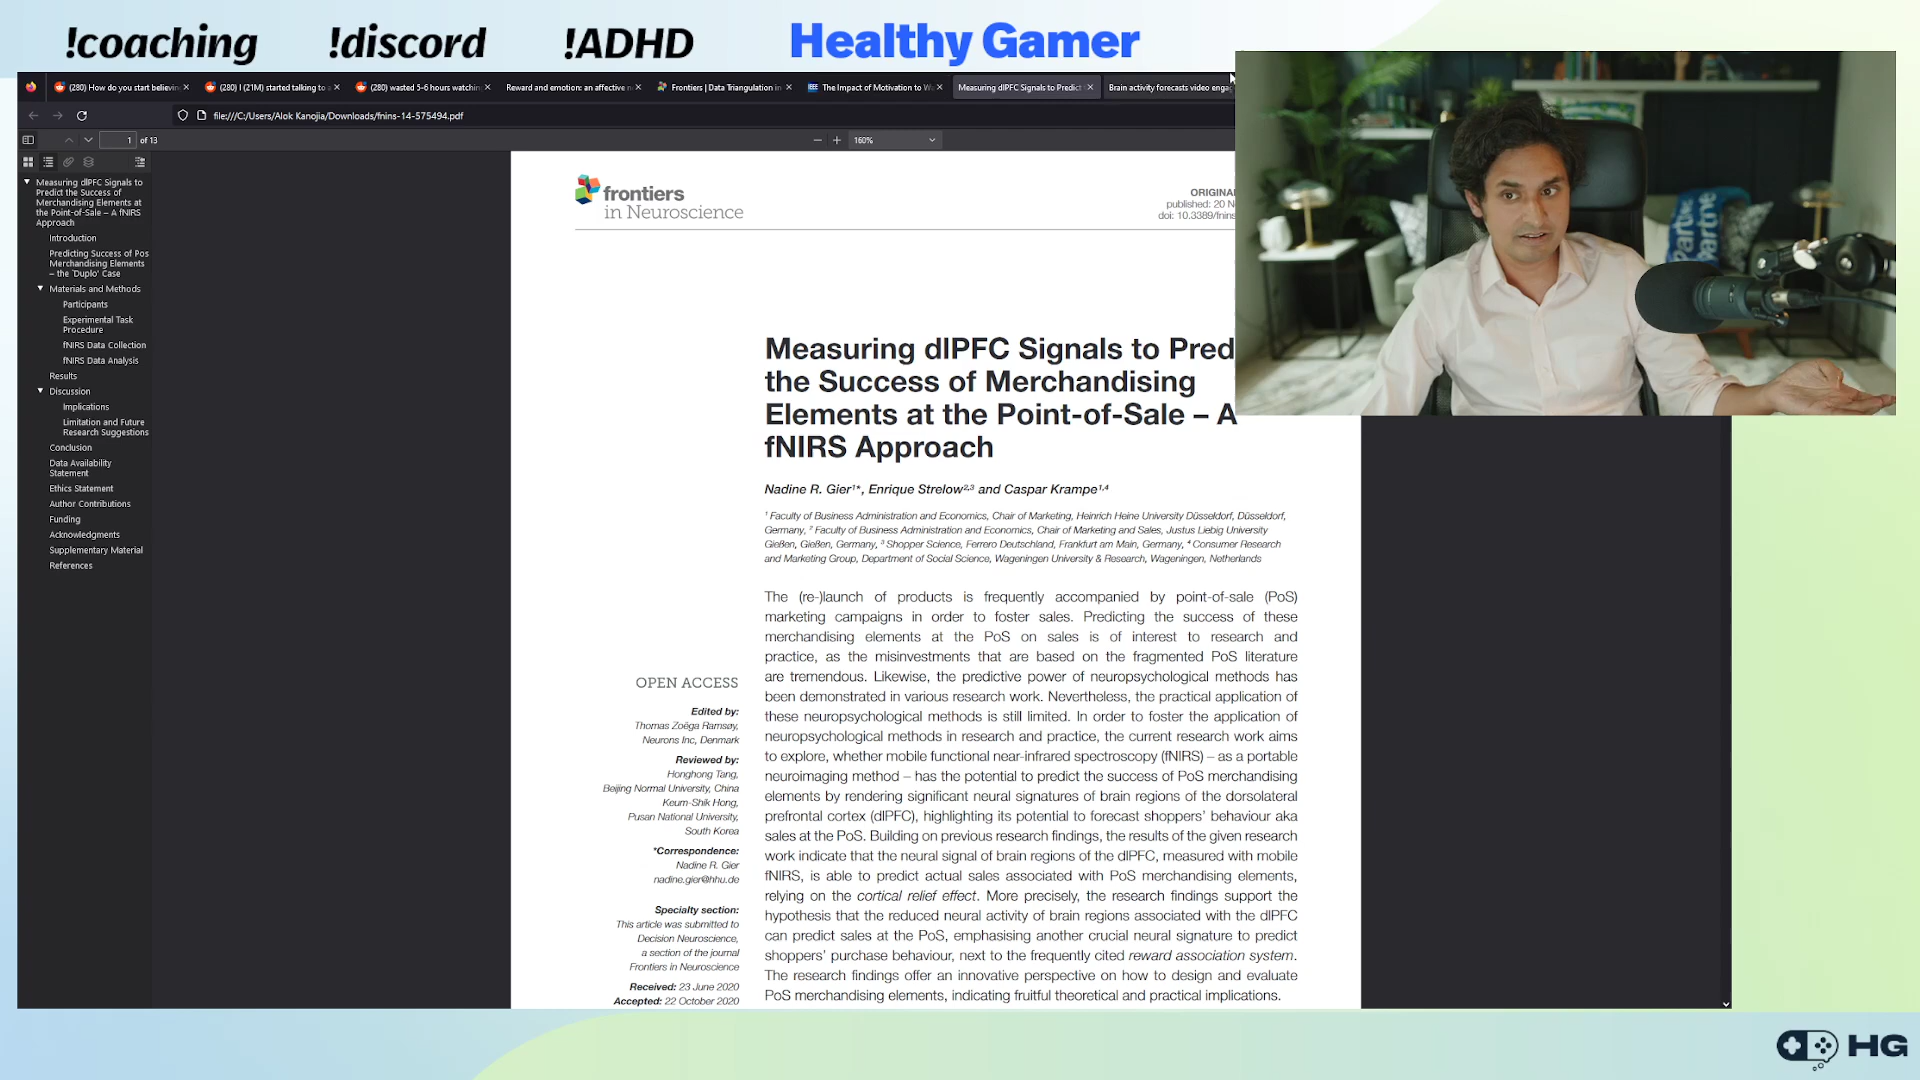 !coaching !discord !ADHD Healthy Gamer
(280) How do you start believin
(280) I (21M) started talking to a
(280) wasted 5-6 hours watching
Reward and emotion: an affective n
Frontiers | Data Triangulation in
The Impact of Motivation to W
Measuring dlPFC Signals to Predict
Brain activity forecasts video enga
file:///C:/Users/Alok Kanojia/Downloads/fnins-14-575494.pdf
1 of 13
160%
Measuring dlPFC Signals to
Predict the Success of
Merchandising Elements at
the Point-of-Sale – A fNIRS
Approach
Introduction
Predicting Success of Pos
Merchandising Elements
– the 'Duplo' Case
Materials and Methods
Participants
Experimental Task
Procedure
fNIRS Data Collection
fNIRS Data Analysis
Results
Discussion
Implications
Limitation and Future
Research Suggestions
Conclusion
Data Availability
Statement
Ethics Statement
Author Contributions
Funding
Acknowledgments
Supplementary Material
References
frontiers
in Neuroscience
ORIGINA
published: 20 N
doi: 10.3389/fnins
Measuring dlPFC Signals to Pred
the Success of Merchandising
Elements at the Point-of-Sale – A
fNIRS Approach
Nadine R. Gier1*, Enrique Strelow2,3 and Caspar Krampe1,4
1 Faculty of Business Administration and Economics, Chair of Marketing, Heinrich Heine University Düsseldorf, Düsseldorf,
Germany, 2 Faculty of Business Administration and Economics, Chair of Marketing and Sales, Justus Liebig University
Gießen, Gießen, Germany, 3 Shopper Science, Ferrero Deutschland, Frankfurt am Main, Germany, 4 Consumer Research
and Marketing Group, Department of Social Science, Wageningen University & Research, Wageningen, Netherlands
The (re-)launch of products is frequently accompanied by point-of-sale (PoS)
marketing campaigns in order to foster sales. Predicting the success of these
merchandising elements at the PoS on sales is of interest to research and
practice, as the misinvestments that are based on the fragmented PoS literature
are tremendous. Likewise, the predictive power of neuropsychological methods has
been demonstrated in various research work. Nevertheless, the practical application of
these neuropsychological methods is still limited. In order to foster the application of
neuropsychological methods in research and practice, the current research work aims
to explore, whether mobile functional near-infrared spectroscopy (fNIRS) – as a portable
neuroimaging method – has the potential to predict the success of PoS merchandising
elements by rendering significant neural signatures of brain regions of the dorsolateral
prefrontal cortex (dlPFC), highlighting its potential to forecast shoppers' behaviour aka
sales at the PoS. Building on previous research findings, the results of the given research
work indicate that the neural signal of brain regions of the dlPFC, measured with mobile
fNIRS, is able to predict actual sales associated with PoS merchandising elements,
relying on the cortical relief effect. More precisely, the research findings support the
hypothesis that the reduced neural activity of brain regions associated with the dlPFC
can predict sales at the PoS, emphasising another crucial neural signature to predict
shoppers' purchase behaviour, next to the frequently cited reward association system.
The research findings offer an innovative perspective on how to design and evaluate
PoS merchandising elements, indicating fruitful theoretical and practical implications.
OPEN ACCESS
Edited by:
Thomas Zoëga Ramsøy,
Neurons Inc, Denmark
Reviewed by:
Honghong Tang,
Beijing Normal University, China
Keum-Shik Hong,
Pusan National University,
South Korea
*Correspondence:
Nadine R. Gier
nadine.gier@hhu.de
Specialty section:
This article was submitted to
Decision Neuroscience,
a section of the journal
Frontiers in Neuroscience
Received: 23 June 2020
Accepted: 22 October 2020
HG